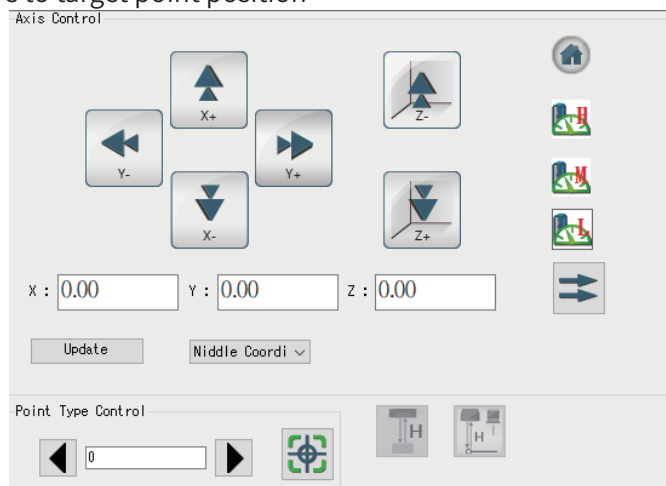 s to target point position
Axis Control
X+
Z-
H
Y-
Y+
M
X-
Z+
L
X : 0.00 Y : 0.00 Z : 0.00
Update Niddle Coordi
Point Type Control
0
H
H